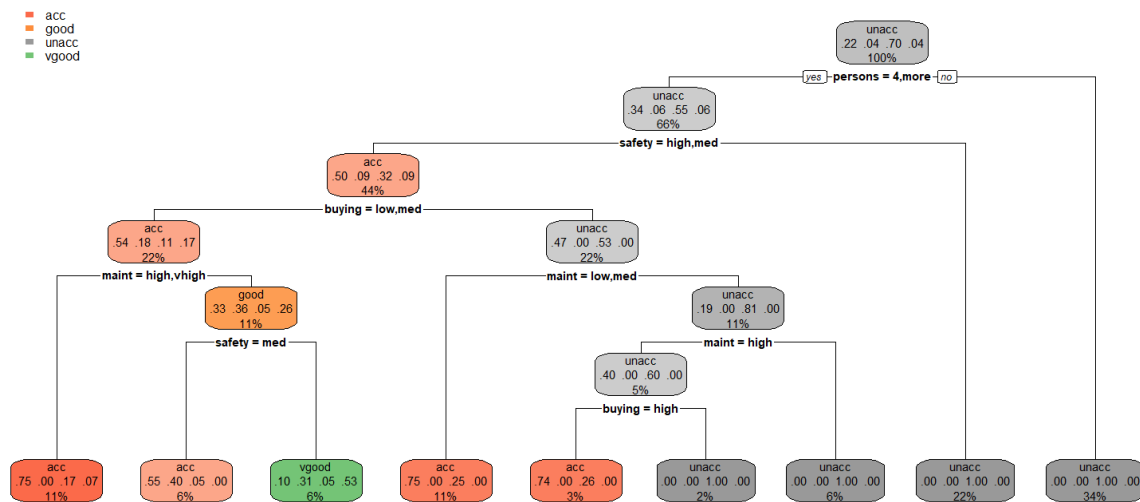 acc
good
unacc
vgood
unacc
.22 .04 .70 .04
100%
yes persons = 4,more no
unacc
.34 .06 .55 .06
66%
safety = high,med
acc
.50 .09 .32 .09
44%
buying = low,med
acc
.54 .18 .11 .17
22%
unacc
.47 .00 .53 .00
22%
maint = high,vhigh
maint = low,med
good
.33 .36 .05 .26
11%
unacc
.19 .00 .81 .00
11%
safety = med
maint = high
unacc
.40 .00 .60 .00
5%
buying = high
acc
.75 .00 .17 .07
11%
acc
.55 .40 .05 .00
6%
vgood
.10 .31 .05 .53
6%
acc
.75 .00 .25 .00
11%
acc
.74 .00 .26 .00
3%
unacc
.00 .00 1.00 .00
2%
unacc
.00 .00 1.00 .00
6%
unacc
.00 .00 1.00 .00
22%
unacc
.00 .00 1.00 .00
34%